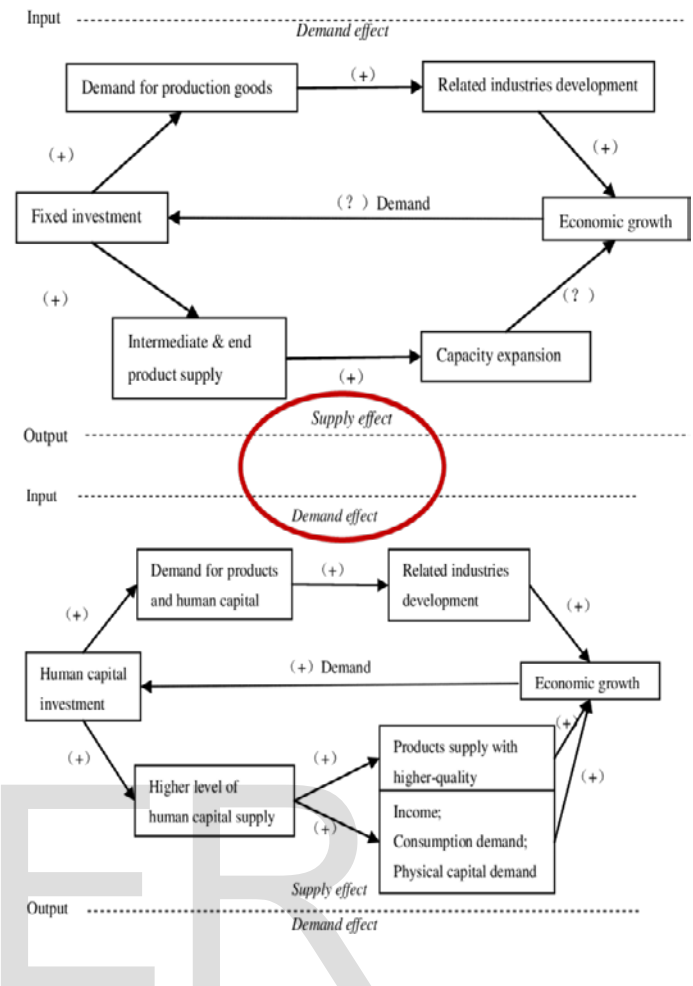 Input
Demand effect
Demand for production goods
(+)
Related industries development
(+)
(+)
Fixed investment
(?) Demand
Economic growth
(+)
(?)
Intermediate & end
product supply
(+)
Capacity expansion
Supply effect
Output
Input
Demand effect
Demand for products
and human capital
(+)
Related industries
development
(+)
(+)
Human capital
investment
(+) Demand
Economic growth
(+)
(+)
Higher level of
human capital supply
(+)
(+)
Products supply with
higher-quality
(+)
Income;
Consumption demand;
Physical capital demand
Supply effect
Output
Demand effect
ER